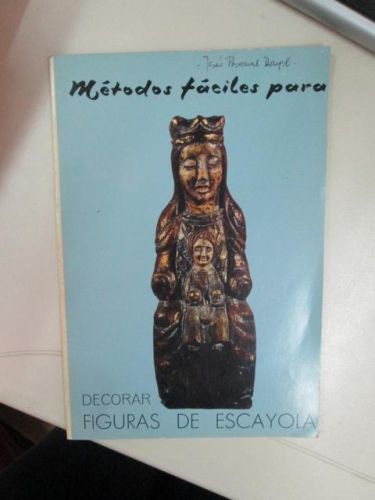 Métodos fáciles para
DECORAR
FIGURAS DE ESCAYOLA